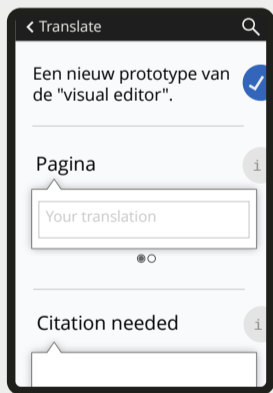 Translate
Een nieuw prototype van
de "visual editor".
Pagina
i
Your translation
Citation needed
i